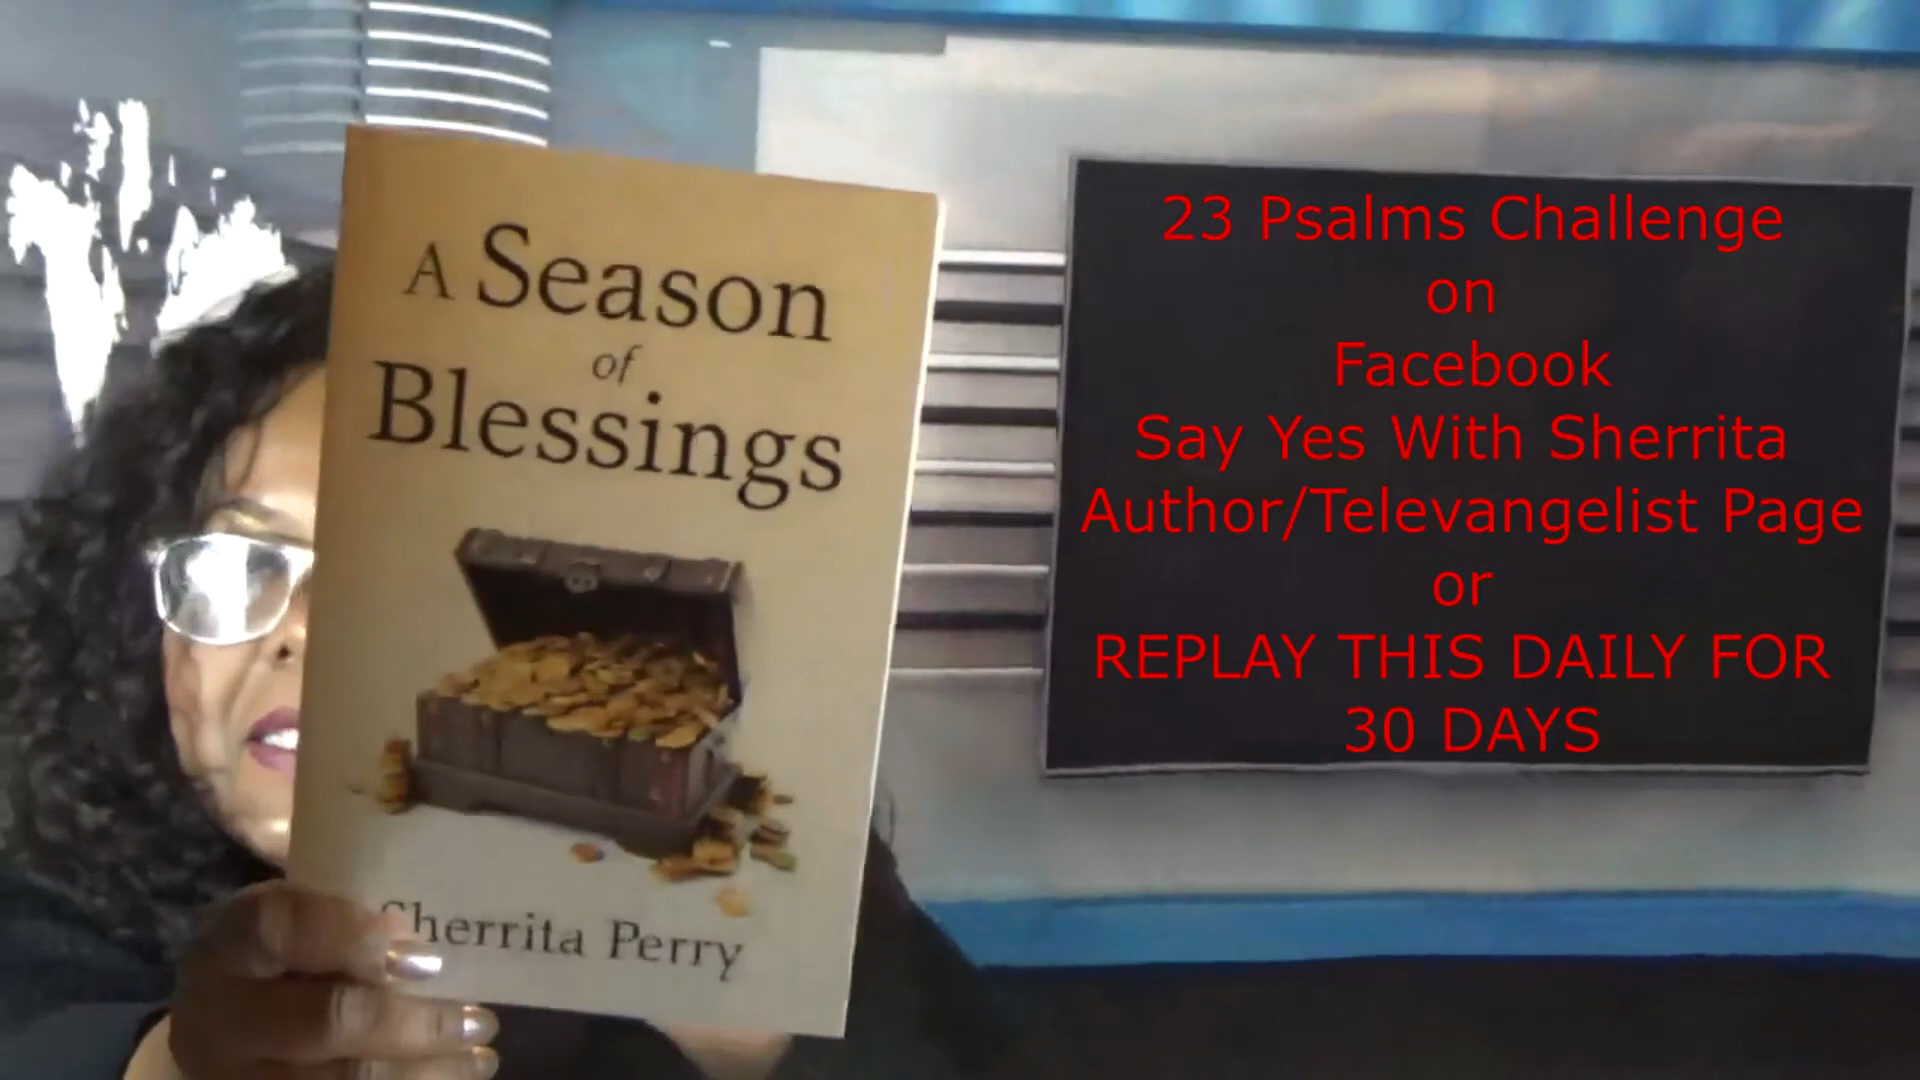 A Season
of
Blessings
Sherrita Perry
23 Psalms Challenge
on
Facebook
Say Yes With Sherrita
Author/Televangelist Page
or
REPLAY THIS DAILY FOR
30 DAYS